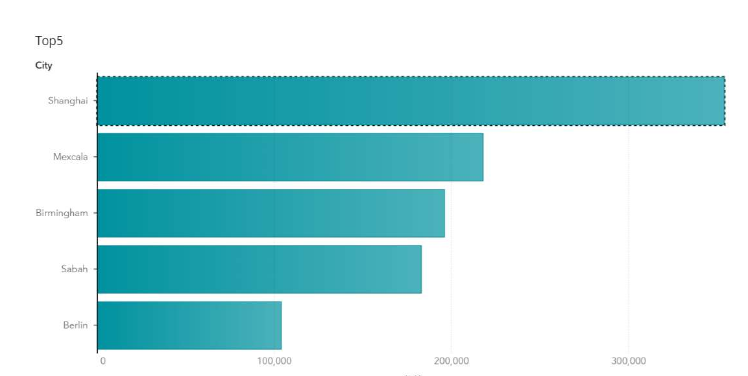 Top5
City
Shanghai
Mexcala
Birmingham
Sabah
Berlin
0 100,000 200,000 300,000